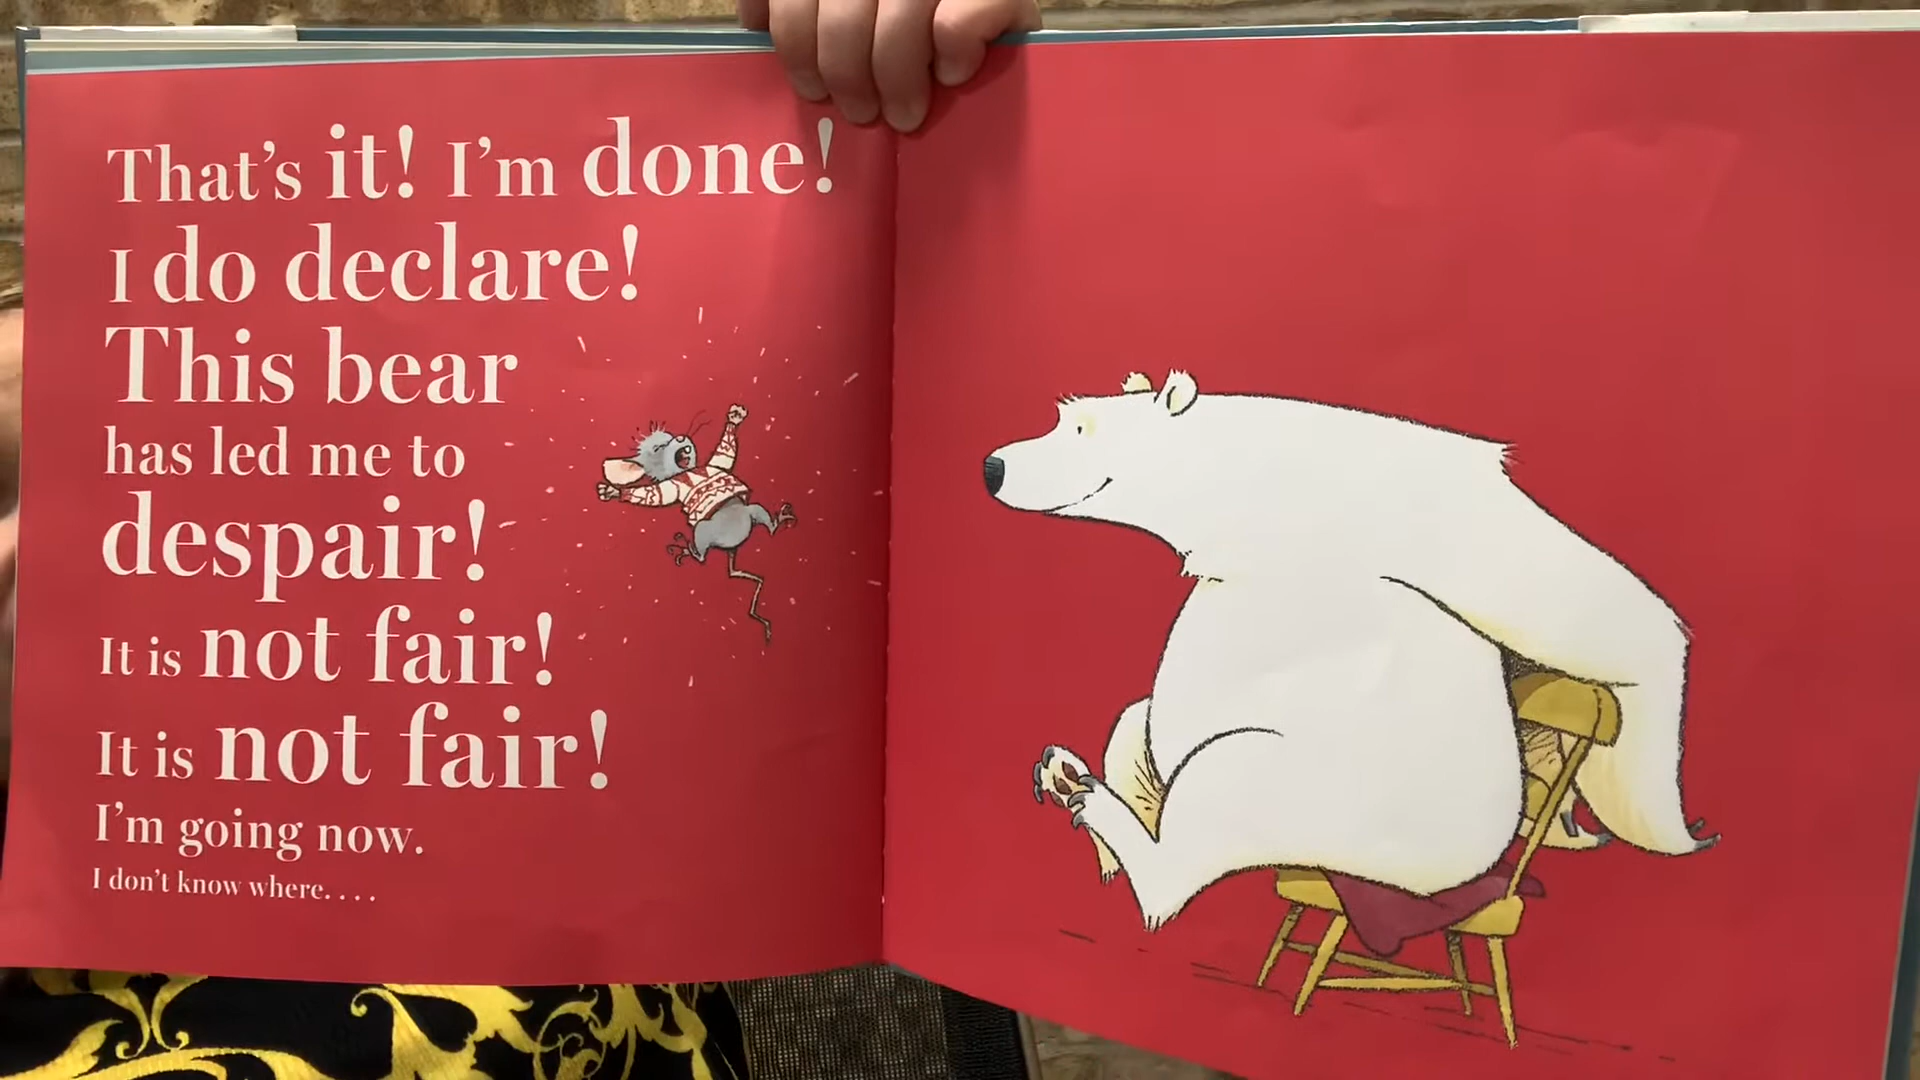 That's it! I'm done!
I do declare!
This bear
has led me to
despair!
It is not fair!
It is not fair!
I'm going now.
I don't know where. . . .